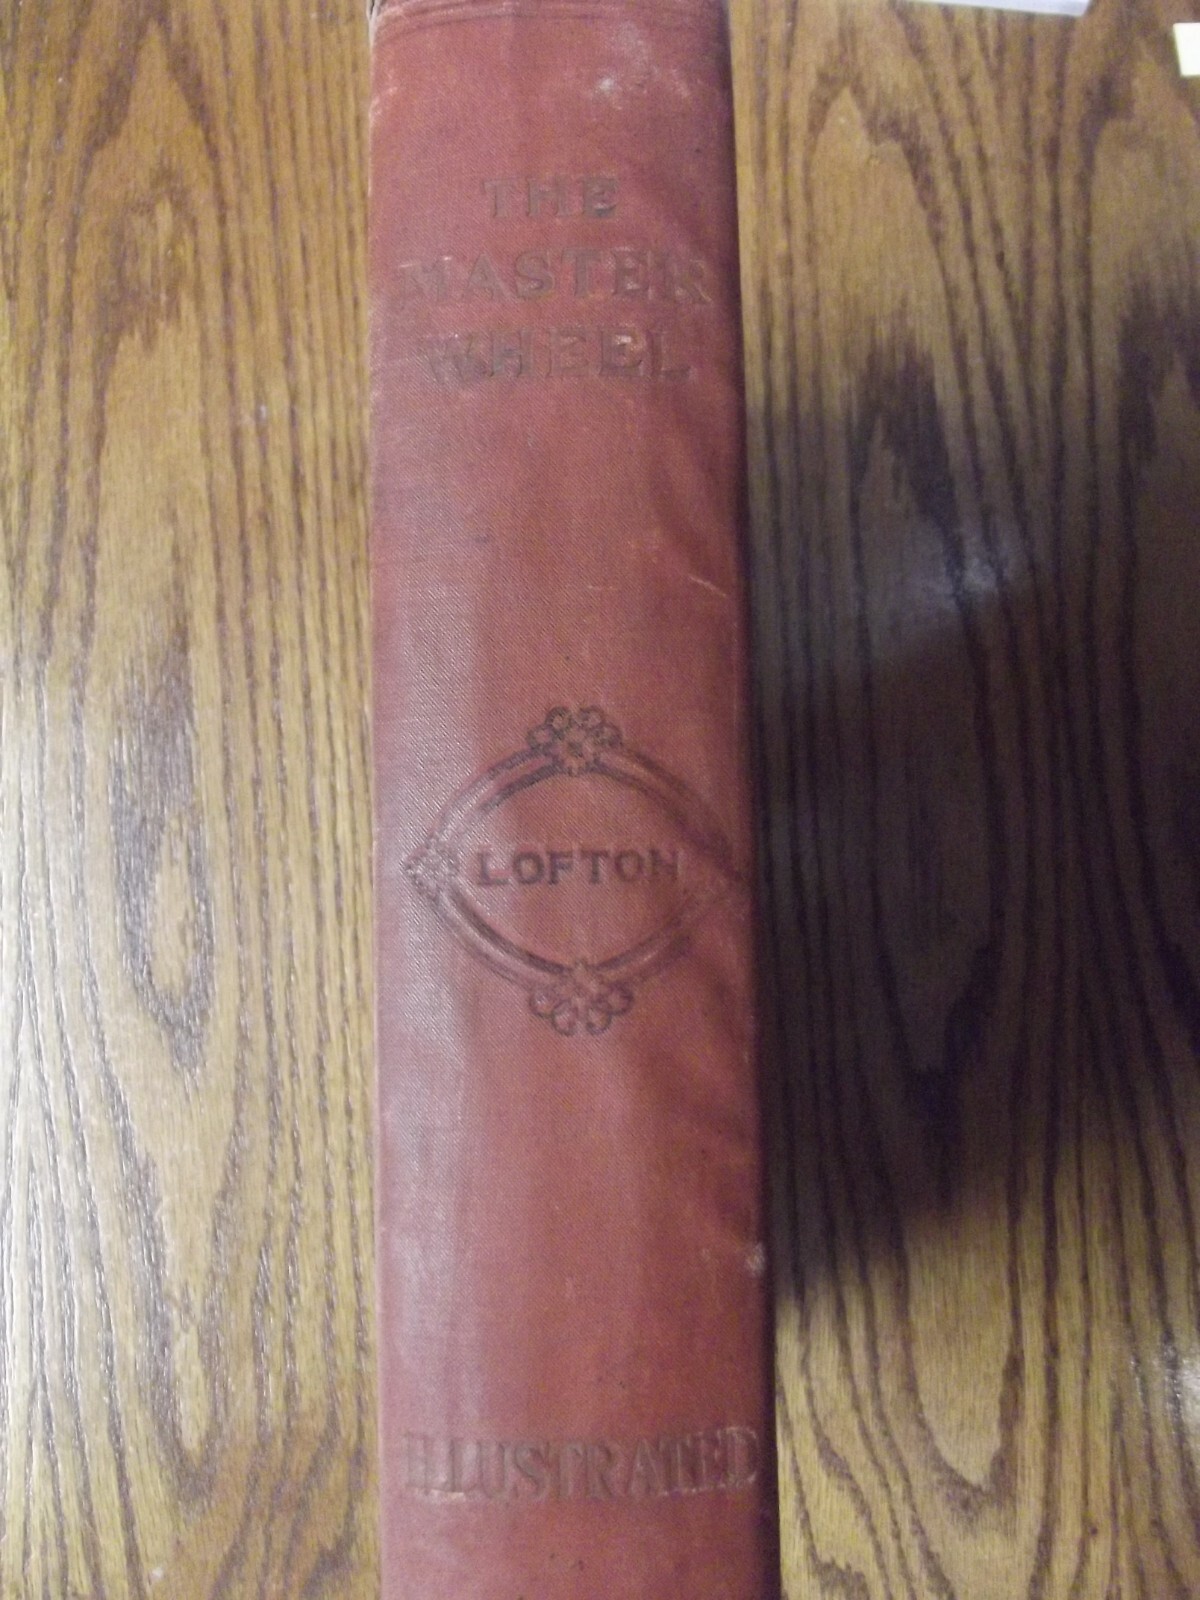 THE
MASTER
WHEEL
LOFTON
ILLUSTRATED